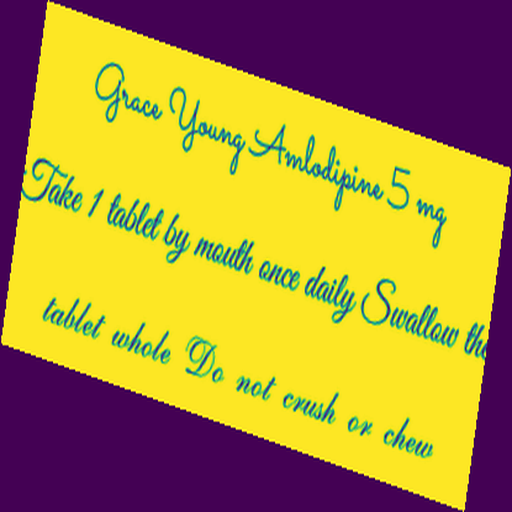 Grace Young Amlodipine 5 mg
Take 1 tablet by mouth once daily Swallow the
tablet whole Do not crush or chew